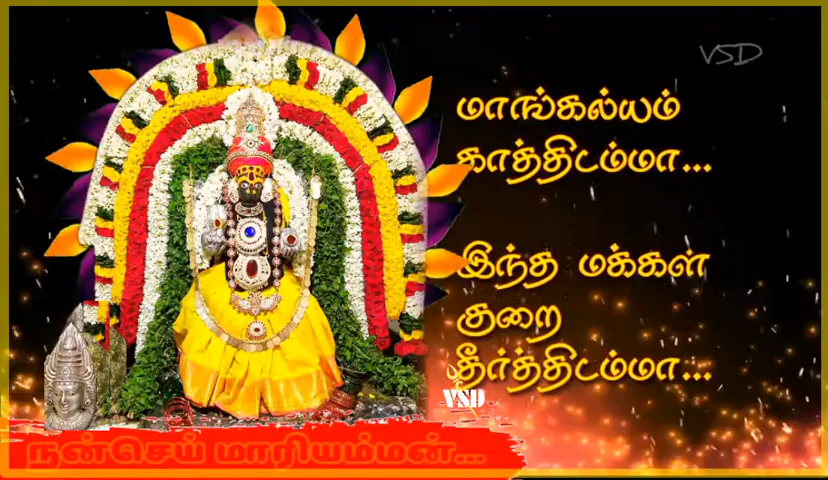 VSD
மாங்கல்யம்
காத்திடம்மா...
இந்த மக்கள்
குறை
தீர்த்திடம்மா...
VSD
நன்செய் மாரியம்மன்...